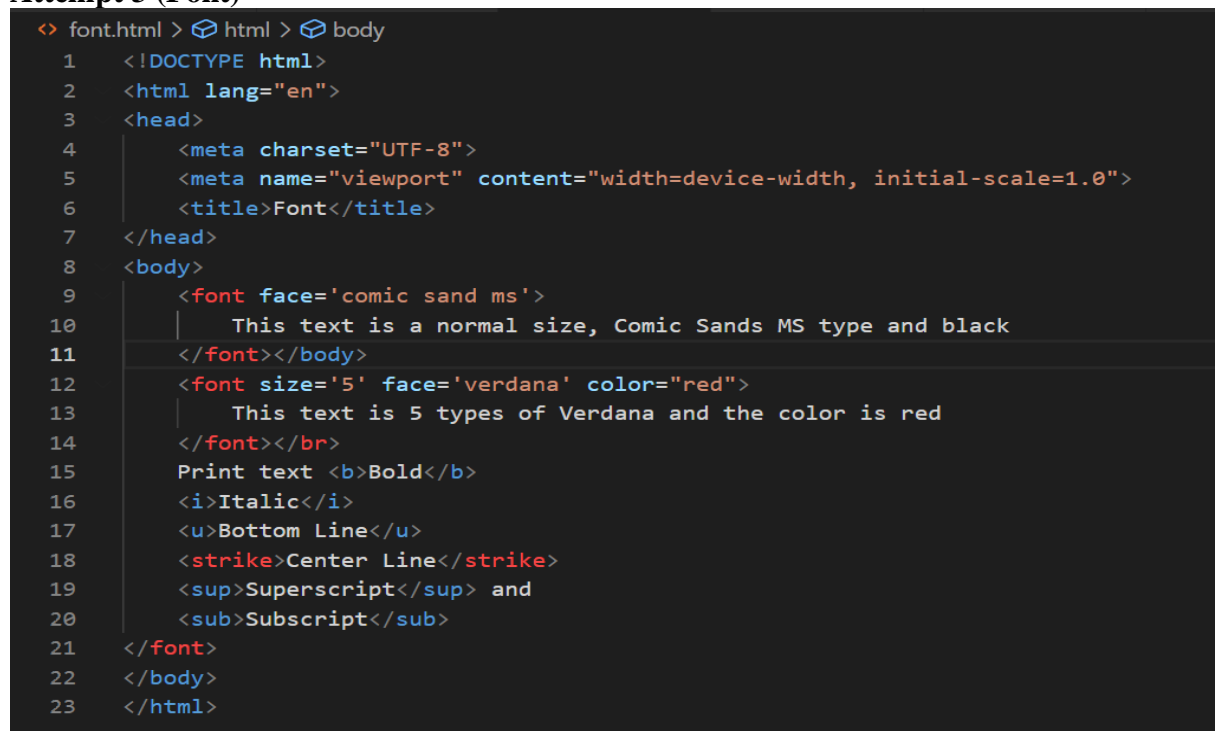 Attempt 5 (Font)
font.html > html > body
1 <!DOCTYPE html>
2 <html lang="en">
3 <head>
4 <meta charset="UTF-8">
5 <meta name="viewport" content="width=device-width, initial-scale=1.0">
6 <title>Font</title>
7 </head>
8 <body>
9 <font face='comic sand ms'>
10 This text is a normal size, Comic Sands MS type and black
11 </font></body>
12 <font size='5' face='verdana' color="red">
13 This text is 5 types of Verdana and the color is red
14 </font></br>
15 Print text <b>Bold</b>
16 <i>Italic</i>
17 <u>Bottom Line</u>
18 <strike>Center Line</strike>
19 <sup>Superscript</sup> and
20 <sub>Subscript</sub>
21 </font>
22 </body>
23 </html>